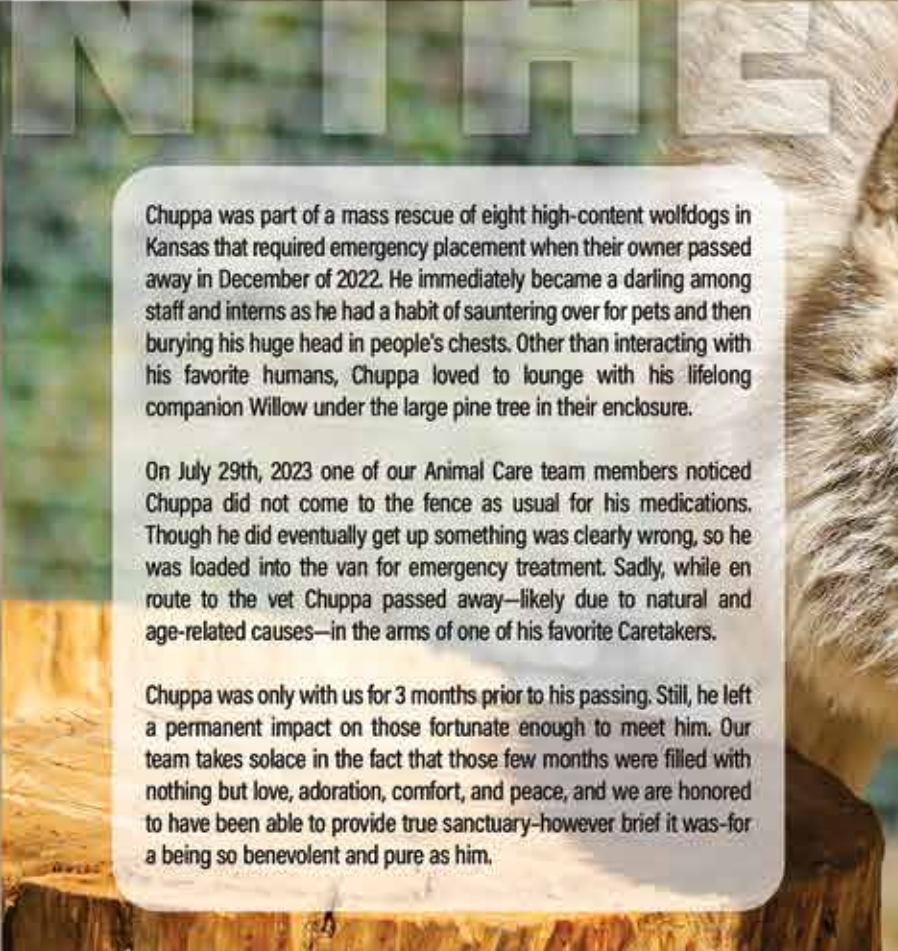 N THE
Chuppa was part of a mass rescue of eight high-content wolfdogs in
Kansas that required emergency placement when their owner passed
away in December of 2022. He immediately became a darling among
staff and interns as he had a habit of sauntering over for pets and then
burying his huge head in people's chests. Other than interacting with
his favorite humans, Chuppa loved to lounge with his lifelong
companion Willow under the large pine tree in their enclosure.
On July 29th, 2023 one of our Animal Care team members noticed
Chuppa did not come to the fence as usual for his medications.
Though he did eventually get up something was clearly wrong, so he
was loaded into the van for emergency treatment. Sadly, while en
route to the vet Chuppa passed away—likely due to natural and
age-related causes—in the arms of one of his favorite Caretakers.
Chuppa was only with us for 3 months prior to his passing. Still, he left
a permanent impact on those fortunate enough to meet him. Our
team takes solace in the fact that those few months were filled with
nothing but love, adoration, comfort, and peace, and we are honored
to have been able to provide true sanctuary-however brief it was-for
a being so benevolent and pure as him.